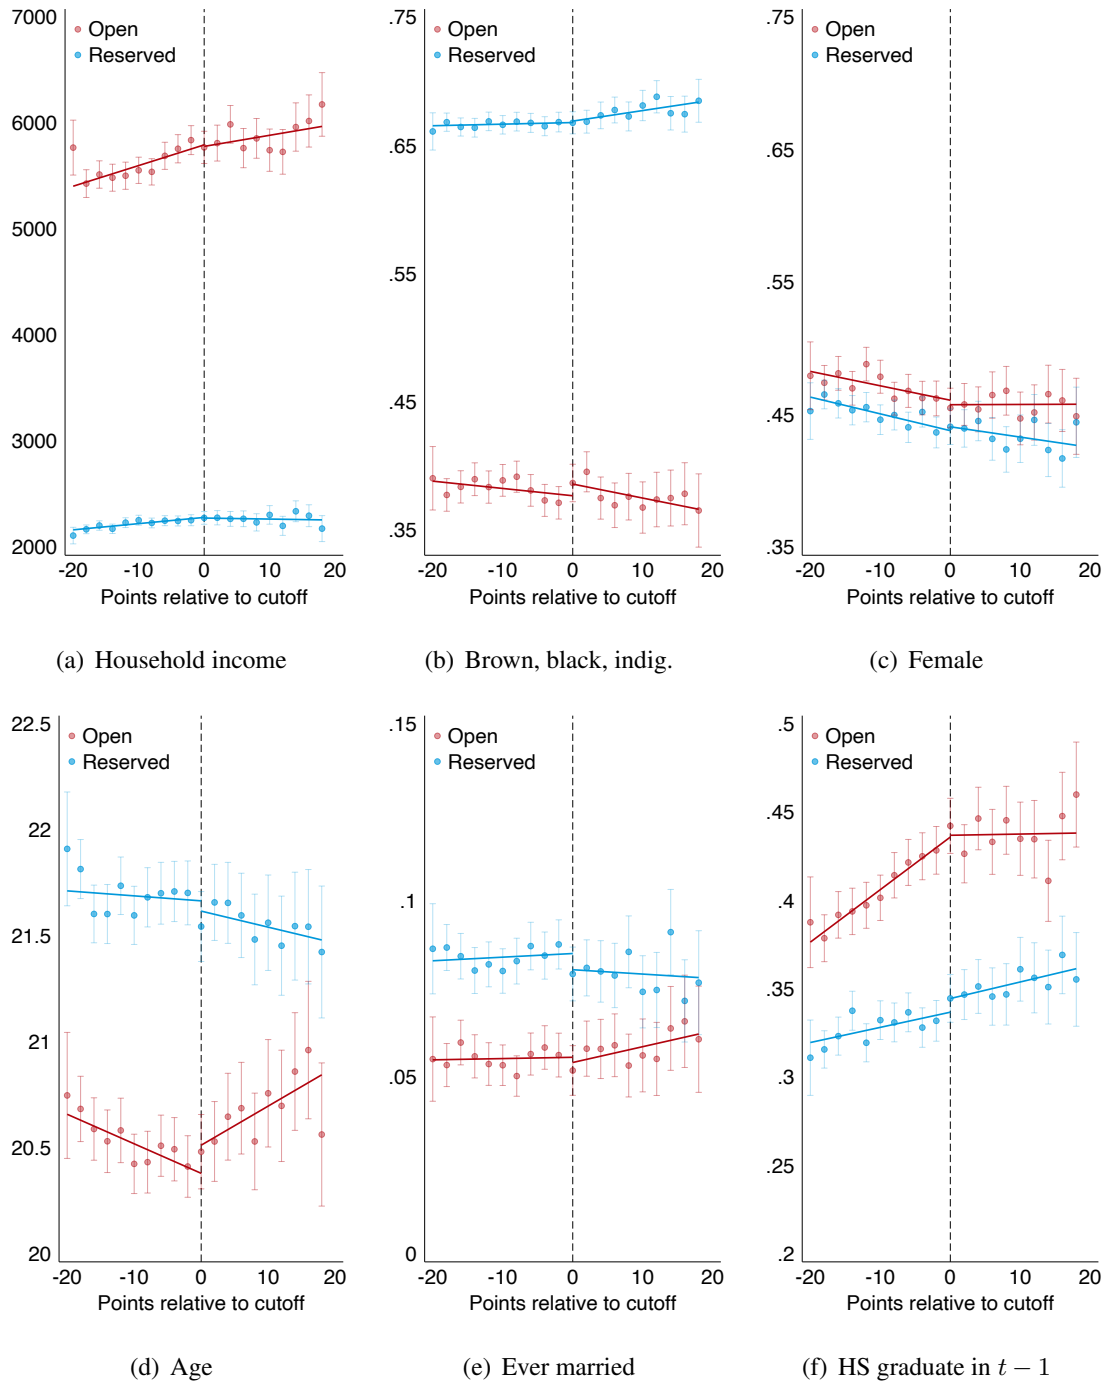 7000
6000
5000
4000
3000
2000
Open
Reserved
-20 -10 0 10 20
Points relative to cutoff
(a) Household income
.75
.65
.55
.45
.35
Open
Reserved
-20 -10 0 10 20
Points relative to cutoff
(b) Brown, black, indig.
.75
.65
.55
.45
.35
Open
Reserved
-20 -10 0 10 20
Points relative to cutoff
(c) Female
22.5
22
21.5
21
20.5
20
Open
Reserved
-20 -10 0 10 20
Points relative to cutoff
(d) Age
.15
.1
.05
0
Open
Reserved
-20 -10 0 10 20
Points relative to cutoff
(e) Ever married
.5
.45
.4
.35
.3
.25
.2
Open
Reserved
-20 -10 0 10 20
Points relative to cutoff
(f) HS graduate in t − 1